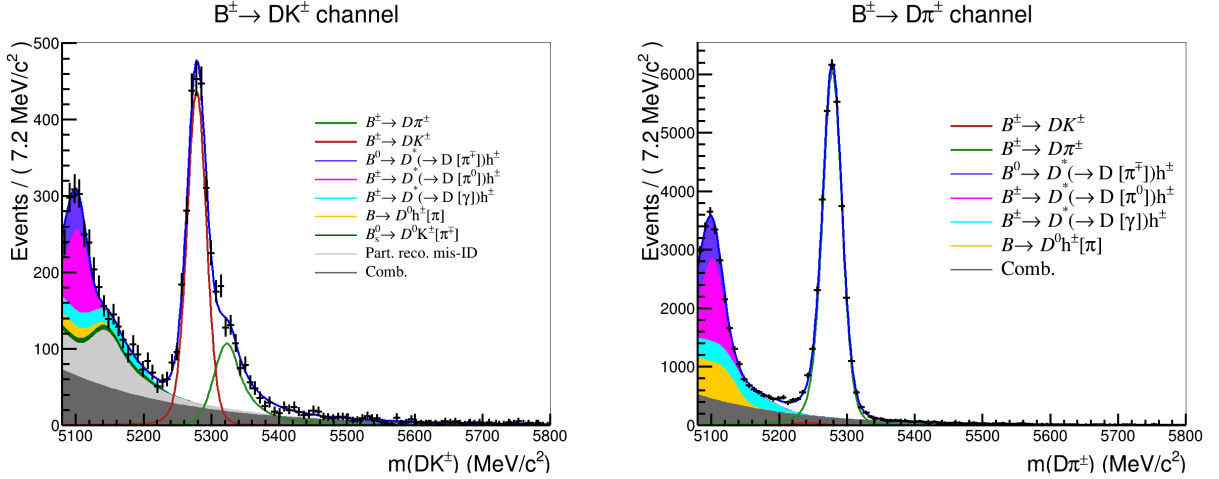 B±→ DK± channel
Events / ( 7.2 MeV/c² )
500
400
300
200
100
0
B±→ Dπ±
B±→ DK±
B⁰→ D*(→ D [π∓])h±
B±→ D*(→ D [π⁰])h±
B±→ D*(→ D [γ])h±
B→ D⁰h±[π]
B⁰ₛ→ D⁰K±[π∓]
Part. reco. mis-ID
Comb.
5100 5200 5300 5400 5500 5600 5700 5800
m(DK±) (MeV/c²)
B±→ Dπ± channel
Events / ( 7.2 MeV/c² )
6000
5000
4000
3000
2000
1000
0
B±→ DK±
B±→ Dπ±
B⁰→ D*(→ D [π∓])h±
B±→ D*(→ D [π⁰])h±
B±→ D*(→ D [γ])h±
B→ D⁰h±[π]
Comb.
5100 5200 5300 5400 5500 5600 5700 5800
m(Dπ±) (MeV/c²)